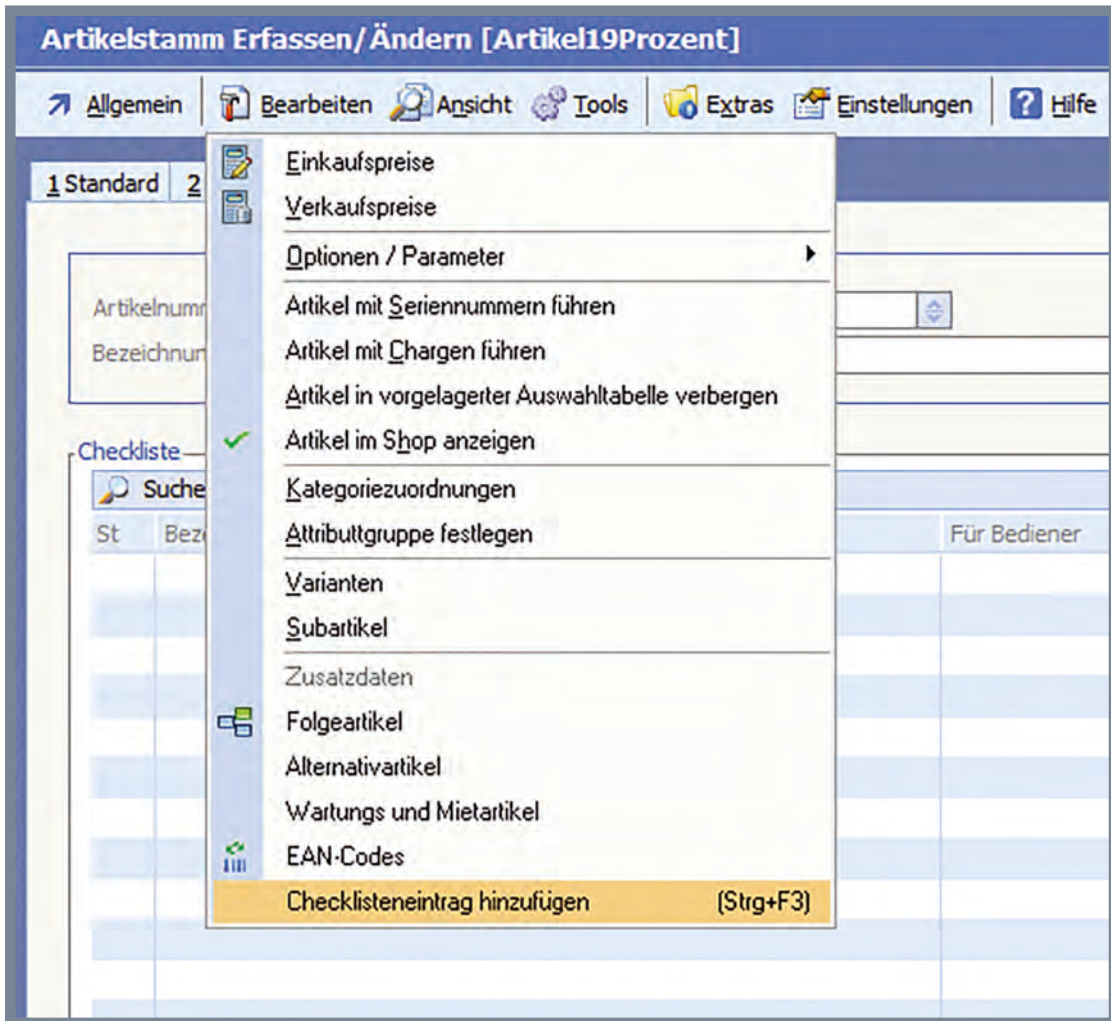 Artikelstamm Erfassen/Ändern [Artikel19Prozent]
Allgemein Bearbeiten Ansicht Tools Extras Einstellungen Hilfe
1 Standard 2
Einkaufspreise
Verkaufspreise
Optionen / Parameter
Artikel mit Seriennummern führen
Artikel mit Chargen führen
Artikel in vorgelagerter Auswahltabelle verbergen
Artikel im Shop anzeigen
Kategoriezuordnungen
Attributtgruppe festlegen
Varianten
Subartikel
Zusatzdaten
Folgeartikel
Alternativartikel
Wartungs und Mietartikel
EAN-Codes
Checklisteneintrag hinzufügen (Strg+F3)
Artikelnumm
Bezeichnun
Checkliste
Suche
St Beze Für Bediener